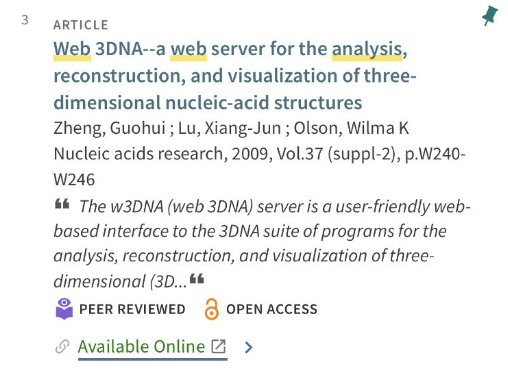 3
ARTICLE
Web 3DNA--a web server for the analysis,
reconstruction, and visualization of three-
dimensional nucleic-acid structures
Zheng, Guohui ; Lu, Xiang-Jun ; Olson, Wilma K
Nucleic acids research, 2009, Vol.37 (suppl-2), p.W240-
W246
❝ The w3DNA (web 3DNA) server is a user-friendly web-
based interface to the 3DNA suite of programs for the
analysis, reconstruction, and visualization of three-
dimensional (3D...❝
PEER REVIEWED OPEN ACCESS
Available Online